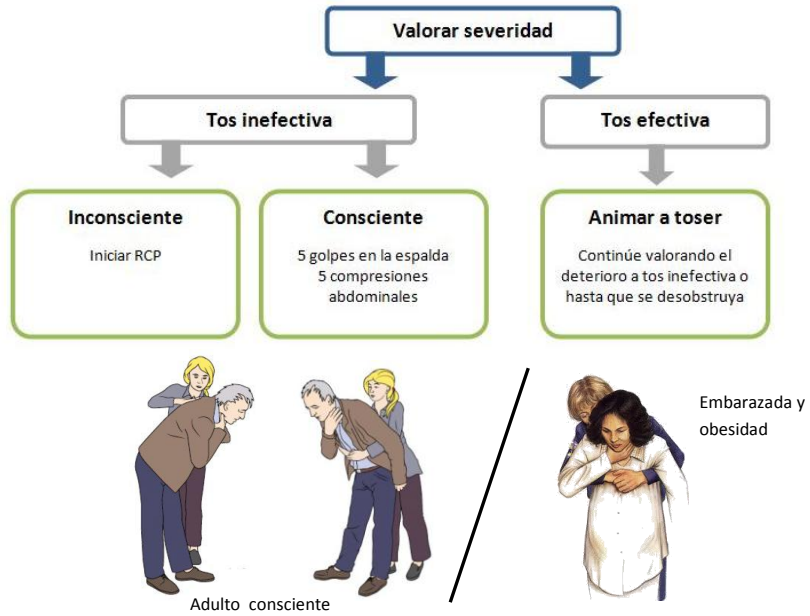 Valorar severidad
Tos inefectiva
Tos efectiva
Inconsciente
Iniciar RCP
Consciente
5 golpes en la espalda
5 compresiones
abdominales
Animar a toser
Continúe valorando el
deterioro a tos inefectiva o
hasta que se desobstruya
Embarazada y
obesidad
Adulto consciente